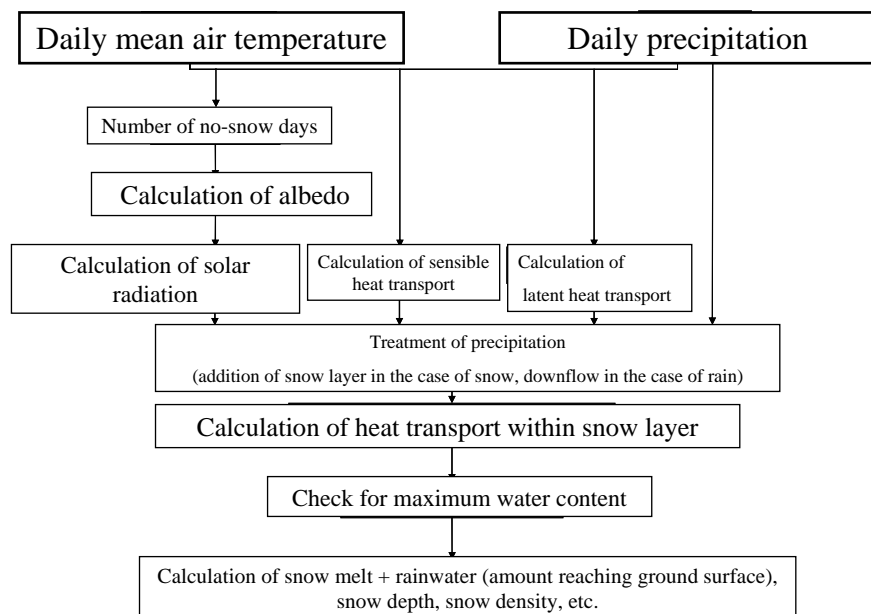 Daily mean air temperature
Daily precipitation
Number of no-snow days
Calculation of albedo
Calculation of solar
radiation
Calculation of sensible
heat transport
Calculation of
latent heat transport
Treatment of precipitation
(addition of snow layer in the case of snow, downflow in the case of rain)
Calculation of heat transport within snow layer
Check for maximum water content
Calculation of snow melt + rainwater (amount reaching ground surface),
snow depth, snow density, etc.